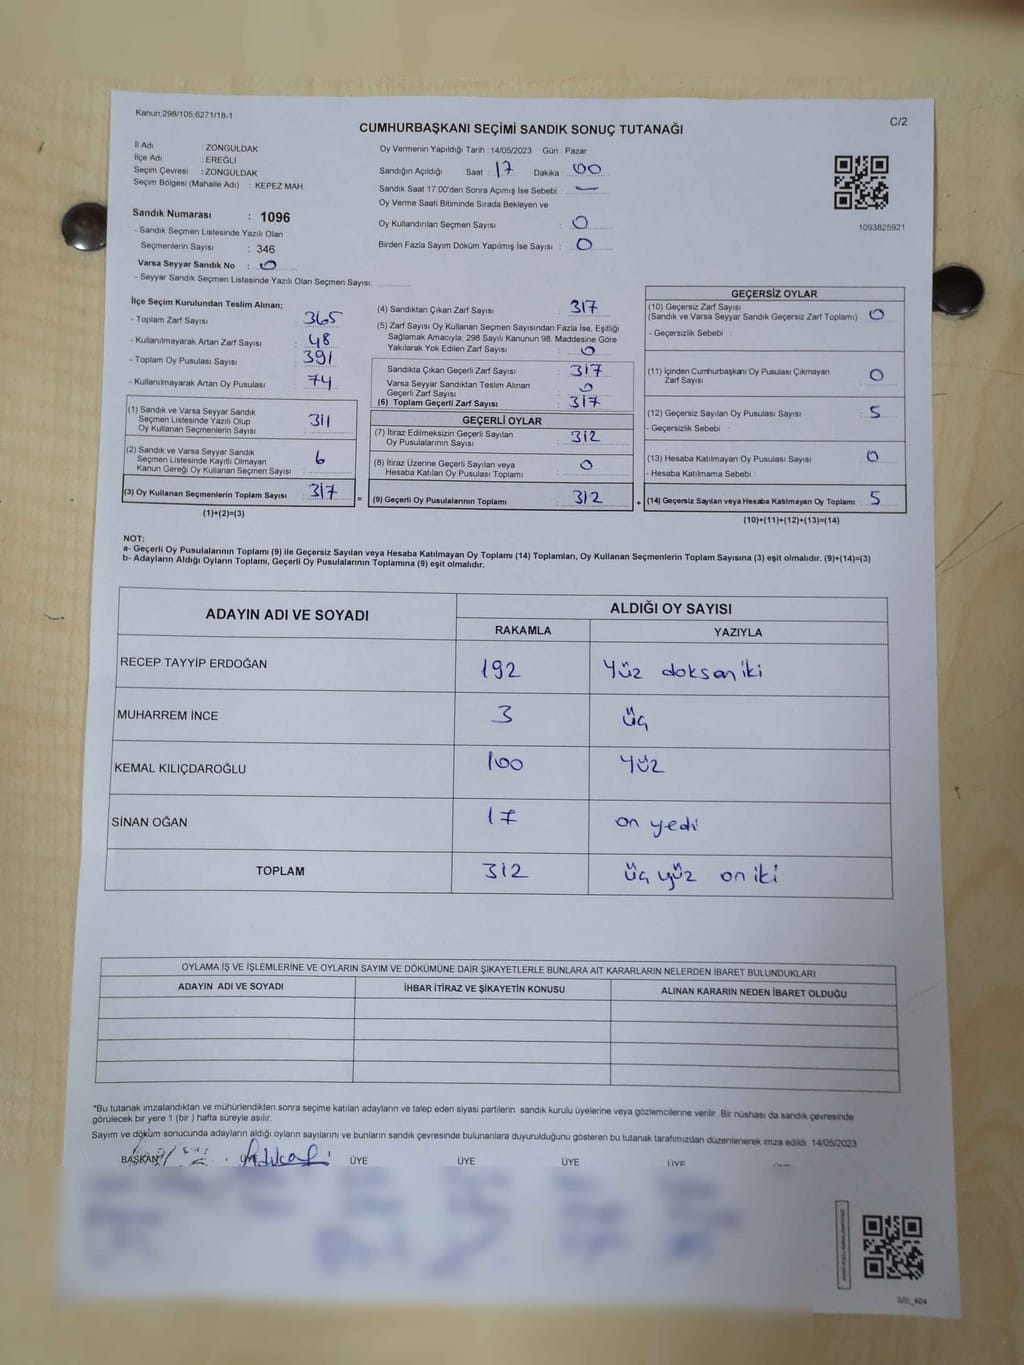 Kanun;298/105;6271/18-1
C/2
CUMHURBAŞKANI SEÇİMİ SANDIK SONUÇ TUTANAĞI
İl Adı : ZONGULDAK
İlçe Adı : EREĞLİ
Seçim Çevresi : ZONGULDAK
Seçim Bölgesi (Mahalle Adı) : KEPEZ MAH.
Sandık Numarası : 1096
- Sandık Seçmen Listesinde Yazılı Olan
Seçmenlerin Sayısı : 346
Varsa Seyyar Sandık No : 0
- Seyyar Sandık Seçmen Listesinde Yazılı Olan Seçmen Sayısı:
Oy Vermenin Yapıldığı Tarih : 14/05/2023 Gün : Pazar
Sandığın Açıldığı Saat : 17 Dakika : 00
Sandık Saat 17:00'den Sonra Açımış İse Sebebi : —
Oy Verme Saati Bitiminde Sırada Bekleyen ve
Oy Kullandırılan Seçmen Sayısı : 0
Birden Fazla Sayım Döküm Yapılmış İse Sayısı : 0
1093825921
İlçe Seçim Kurulundan Teslim Alınan;
- Toplam Zarf Sayısı : 365
- Kullanılmayarak Artan Zarf Sayısı : 48
- Toplam Oy Pusulası Sayısı : 391
- Kullanılmayarak Artan Oy Pusulası : 74
(1) Sandık ve Varsa Seyyar Sandık
Seçmen Listesinde Yazılı Olup
Oy Kullanan Seçmenlerin Sayısı : 311
(2) Sandık ve Varsa Seyyar Sandık
Seçmen Listesinde Kayıtlı Olmayan
Kanun Gereği Oy Kullanan Seçmen Sayısı : 6
(3) Oy Kullanan Seçmenlerin Toplam Sayısı : 317
(1)+(2)=(3)
(4) Sandıktan Çıkan Zarf Sayısı : 317
(5) Zarf Sayısı Oy Kullanan Seçmen Sayısından Fazla İse, Eşitliği
Sağlamak Amacıyla, 298 Sayılı Kanunun 98. Maddesine Göre
Yakılarak Yok Edilen Zarf Sayısı : 0
Sandıkta Çıkan Geçerli Zarf Sayısı : 317
Varsa Seyyar Sandıktan Teslim Alınan
Geçerli Zarf Sayısı : 0
(6) Toplam Geçerli Zarf Sayısı : 317
GEÇERLİ OYLAR
(7) İtiraz Edilmeksizin Geçerli Sayılan
Oy Pusulalarının Sayısı : 312
(8) İtiraz Üzerine Geçerli Sayılan veya
Hesaba Katılan Oy Pusulası Toplamı : 0
= (9) Geçerli Oy Pusulalarının Toplamı : 312
GEÇERSİZ OYLAR
(10) Geçersiz Zarf Sayısı
(Sandık ve Varsa Seyyar Sandık Geçersiz Zarf Toplamı) : 0
- Geçersizlik Sebebi :
(11) İçinden Cumhurbaşkanı Oy Pusulası Çıkmayan
Zarf Sayısı : 0
(12) Geçersiz Sayılan Oy Pusulası Sayısı : 5
- Geçersizlik Sebebi :
(13) Hesaba Katılmayan Oy Pusulası Sayısı : 0
- Hesaba Katılmama Sebebi :
+ (14) Geçersiz Sayılan veya Hesaba Katılmayan Oy Toplamı : 5
(10)+(11)+(12)+(13)=(14)
NOT:
a- Geçerli Oy Pusulalarının Toplamı (9) ile Geçersiz Sayılan veya Hesaba Katılmayan Oy Toplamı (14) Toplamları, Oy Kullanan Seçmenlerin Toplam Sayısına (3) eşit olmalıdır. (9)+(14)=(3)
b- Adayların Aldığı Oyların Toplamı, Geçerli Oy Pusulalarının Toplamına (9) eşit olmalıdır.
ADAYIN ADI VE SOYADI ALDIĞI OY SAYISI
RAKAMLA YAZIYLA
RECEP TAYYİP ERDOĞAN 192 Yüz doksan iki
MUHARREM İNCE 3 üç
KEMAL KILIÇDAROĞLU 100 Yüz
SİNAN OĞAN 17 on yedi
TOPLAM 312 üç yüz on iki
OYLAMA İŞ VE İŞLEMLERİNE VE OYLARIN SAYIM VE DÖKÜMÜNE DAİR ŞİKAYETLERLE BUNLARA AİT KARARLARIN NELERDEN İBARET BULUNDUKLARI
ADAYIN ADI VE SOYADI İHBAR İTİRAZ VE ŞİKAYETİN KONUSU ALINAN KARARIN NEDEN İBARET OLDUĞU
*Bu tutanak imzalandıktan ve mühürlendikten sonra seçime katılan adayların ve talep eden siyasi partilerin sandık kurulu üyelerine veya gözlemcilerine verilir. Bir nüshası da sandık çevresinde
görülecek bir yere 1 (bir ) hafta süreyle asılır.
Sayım ve döküm sonucunda adayların aldığı oyların sayılarını ve bunların sandık çevresinde bulunanlara duyurulduğunu gösteren bu tutanak tarafımızdan düzenlenerek imza edildi. 14/05/2023
BAŞKAN ÜYE ÜYE ÜYE ÜYE ÜYE